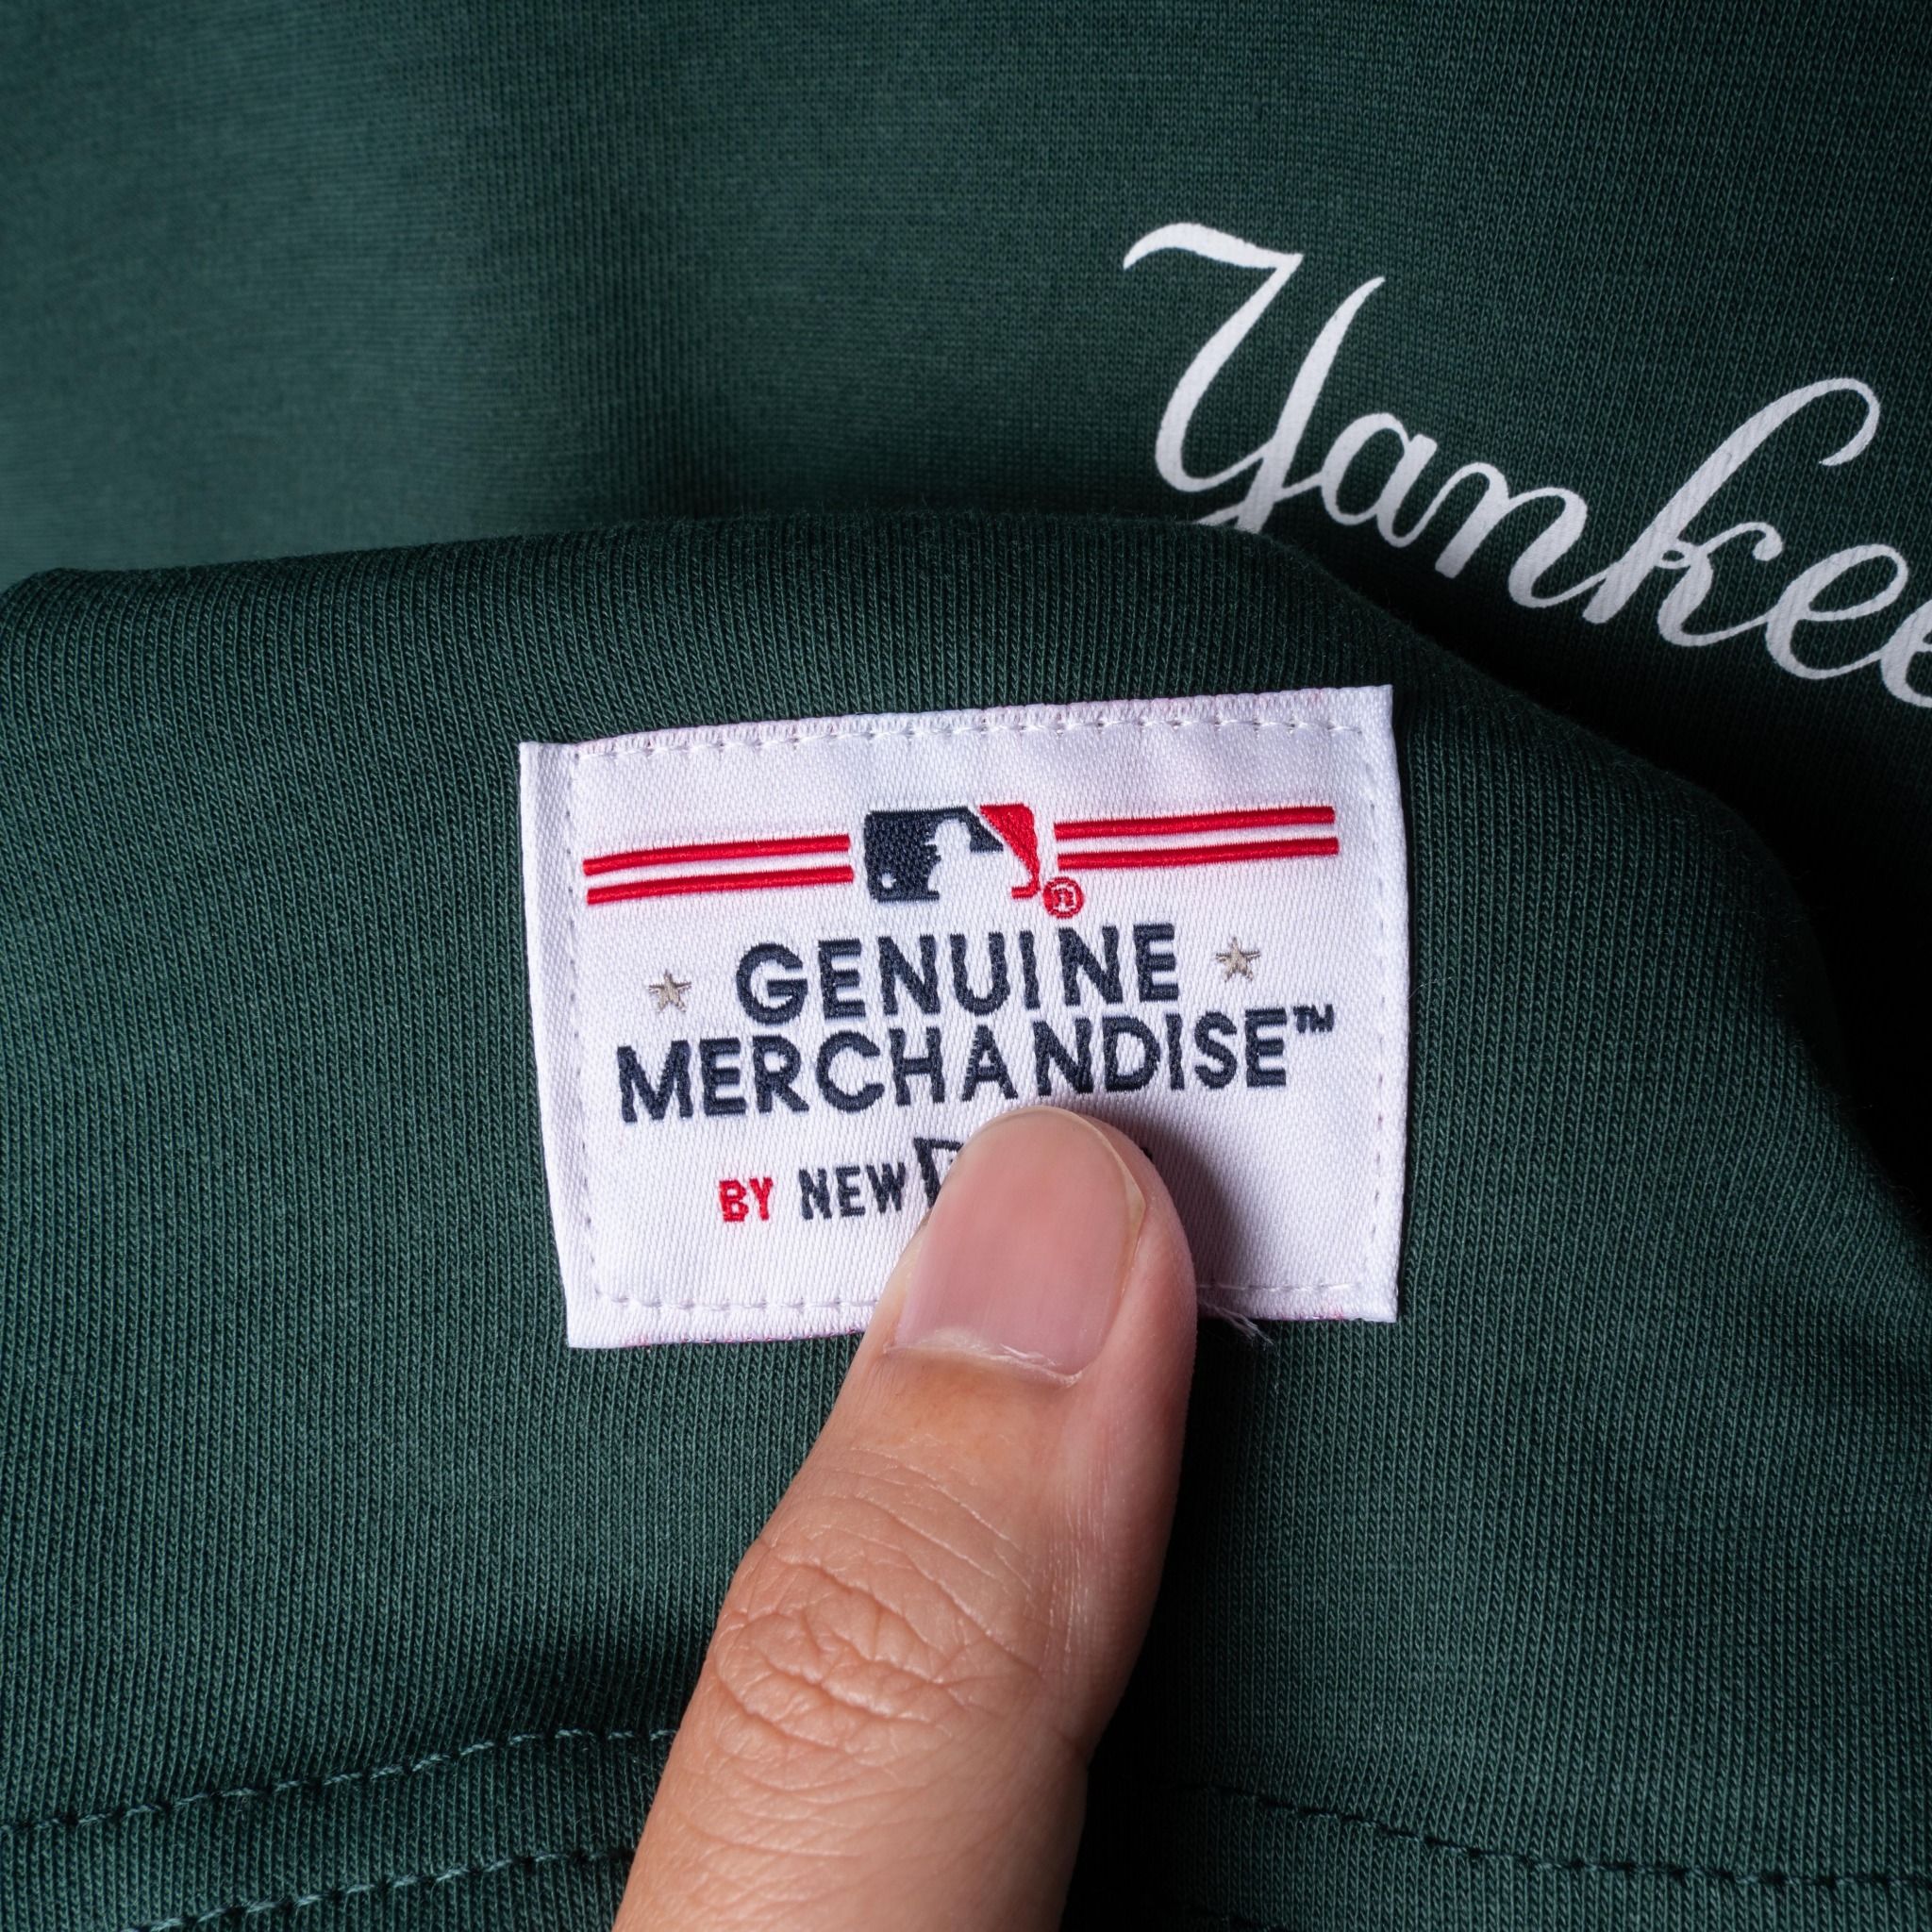 Yankee
GENUINE
MERCHANDISE™
BY NEW